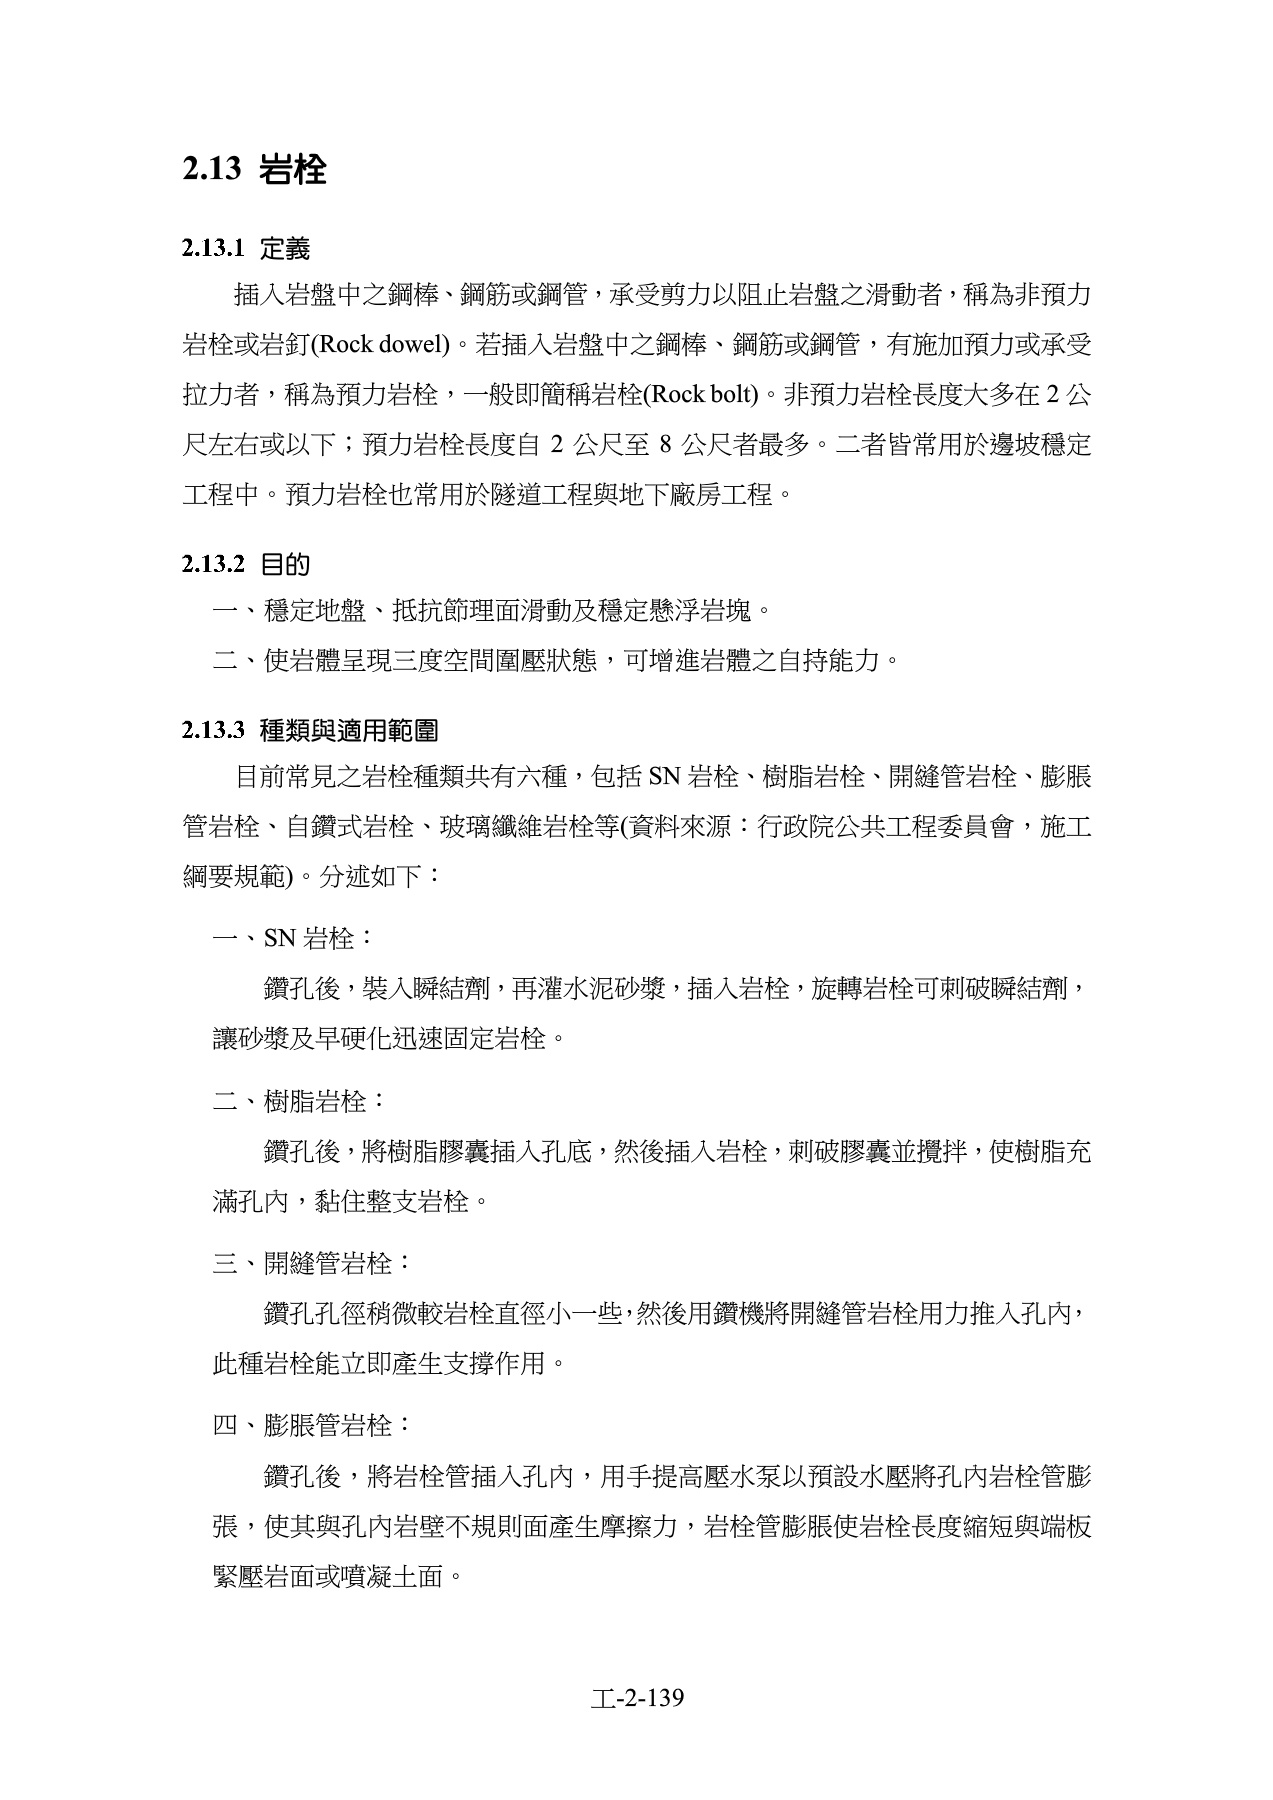 2.13 岩栓
2.13.1 定義
插入岩盤中之鋼棒、鋼筋或鋼管，承受剪力以阻止岩盤之滑動者，稱為非預力
岩栓或岩釘(Rock dowel)。若插入岩盤中之鋼棒、鋼筋或鋼管，有施加預力或承受
拉力者，稱為預力岩栓，一般即簡稱岩栓(Rock bolt)。非預力岩栓長度大多在 2 公
尺左右或以下；預力岩栓長度自 2 公尺至 8 公尺者最多。二者皆常用於邊坡穩定
工程中。預力岩栓也常用於隧道工程與地下廠房工程。
2.13.2 目的
一、穩定地盤、抵抗節理面滑動及穩定懸浮岩塊。
二、使岩體呈現三度空間圍壓狀態，可增進岩體之自持能力。
2.13.3 種類與適用範圍
目前常見之岩栓種類共有六種，包括 SN 岩栓、樹脂岩栓、開縫管岩栓、膨脹
管岩栓、自鑽式岩栓、玻璃纖維岩栓等(資料來源：行政院公共工程委員會，施工
綱要規範)。分述如下：
一、SN 岩栓：
鑽孔後，裝入瞬結劑，再灌水泥砂漿，插入岩栓，旋轉岩栓可刺破瞬結劑，
讓砂漿及早硬化迅速固定岩栓。
二、樹脂岩栓：
鑽孔後，將樹脂膠囊插入孔底，然後插入岩栓，刺破膠囊並攪拌，使樹脂充
滿孔內，黏住整支岩栓。
三、開縫管岩栓：
鑽孔孔徑稍微較岩栓直徑小一些，然後用鑽機將開縫管岩栓用力推入孔內，
此種岩栓能立即產生支撐作用。
四、膨脹管岩栓：
鑽孔後，將岩栓管插入孔內，用手提高壓水泵以預設水壓將孔內岩栓管膨
張，使其與孔內岩壁不規則面產生摩擦力，岩栓管膨脹使岩栓長度縮短與端板
緊壓岩面或噴凝土面。
工-2-139